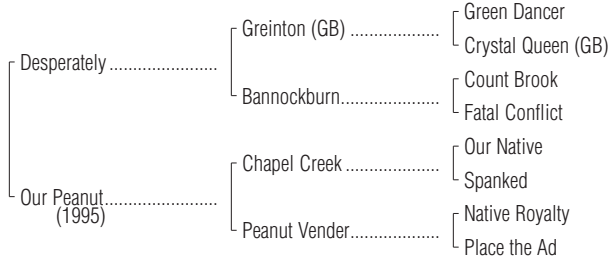 Green Dancer
Greinton (GB) ....................
Crystal Queen (GB)
Desperately ........................
Count Brook
Bannockburn......................
Fatal Conflict
Our Native
Chapel Creek .....................
Spanked
Our Peanut.........................
(1995)
Native Royalty
Peanut Vender....................
Place the Ad